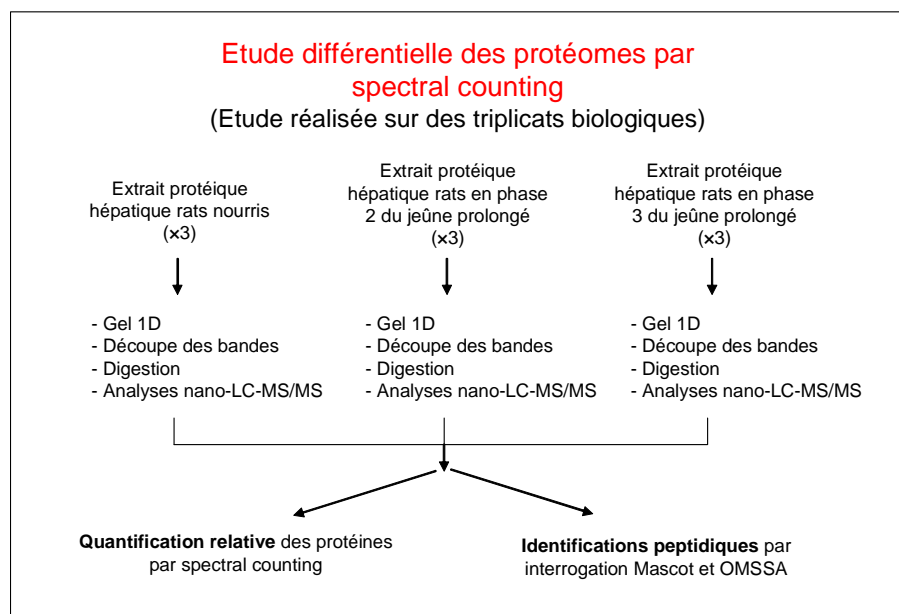 Etude différentielle des protéomes par
spectral counting
(Etude réalisée sur des triplicats biologiques)
Extrait protéique
hépatique rats nourris
(×3)
Extrait protéique
hépatique rats en phase
2 du jeûne prolongé
(×3)
Extrait protéique
hépatique rats en phase
3 du jeûne prolongé
(×3)
- Gel 1D
- Découpe des bandes
- Digestion
- Analyses nano-LC-MS/MS
- Gel 1D
- Découpe des bandes
- Digestion
- Analyses nano-LC-MS/MS
- Gel 1D
- Découpe des bandes
- Digestion
- Analyses nano-LC-MS/MS
Quantification relative des protéines
par spectral counting
Identifications peptidiques par
interrogation Mascot et OMSSA